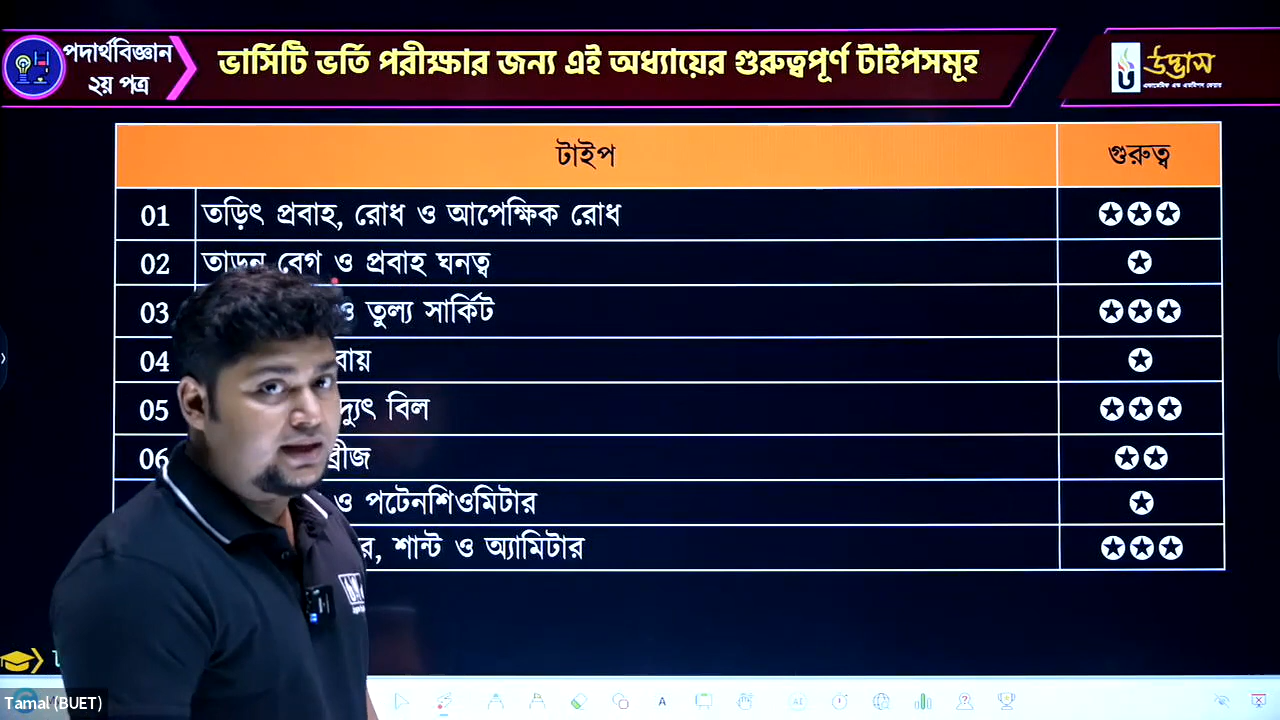 পদার্থবিজ্ঞান
২য় পত্র
ভার্সিটি ভর্তি পরীক্ষার জন্য এই অধ্যায়ের গুরুত্বপূর্ণ টাইপসমূহ
উদ্ভাস
টাইপ গুরুত্ব
01 তড়িৎ প্রবাহ, রোধ ও আপেক্ষিক রোধ
02 তাড়ন বেগ ও প্রবাহ ঘনত্ব
03 ও তুল্য সার্কিট
04
05 বিল
06
ও পটেনশিওমিটার
শান্ট ও অ্যামিটার
Tamal (BUET)